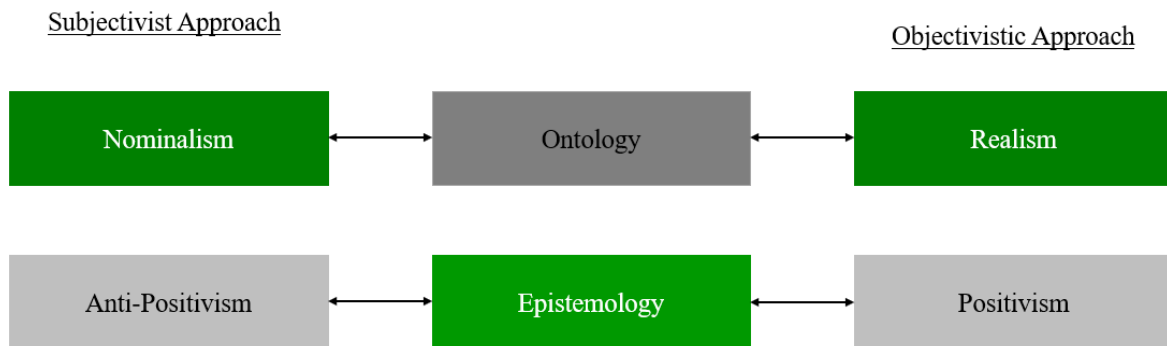 Subjectivist Approach
Objectivistic Approach
Nominalism
Ontology
Realism
Anti-Positivism
Epistemology
Positivism